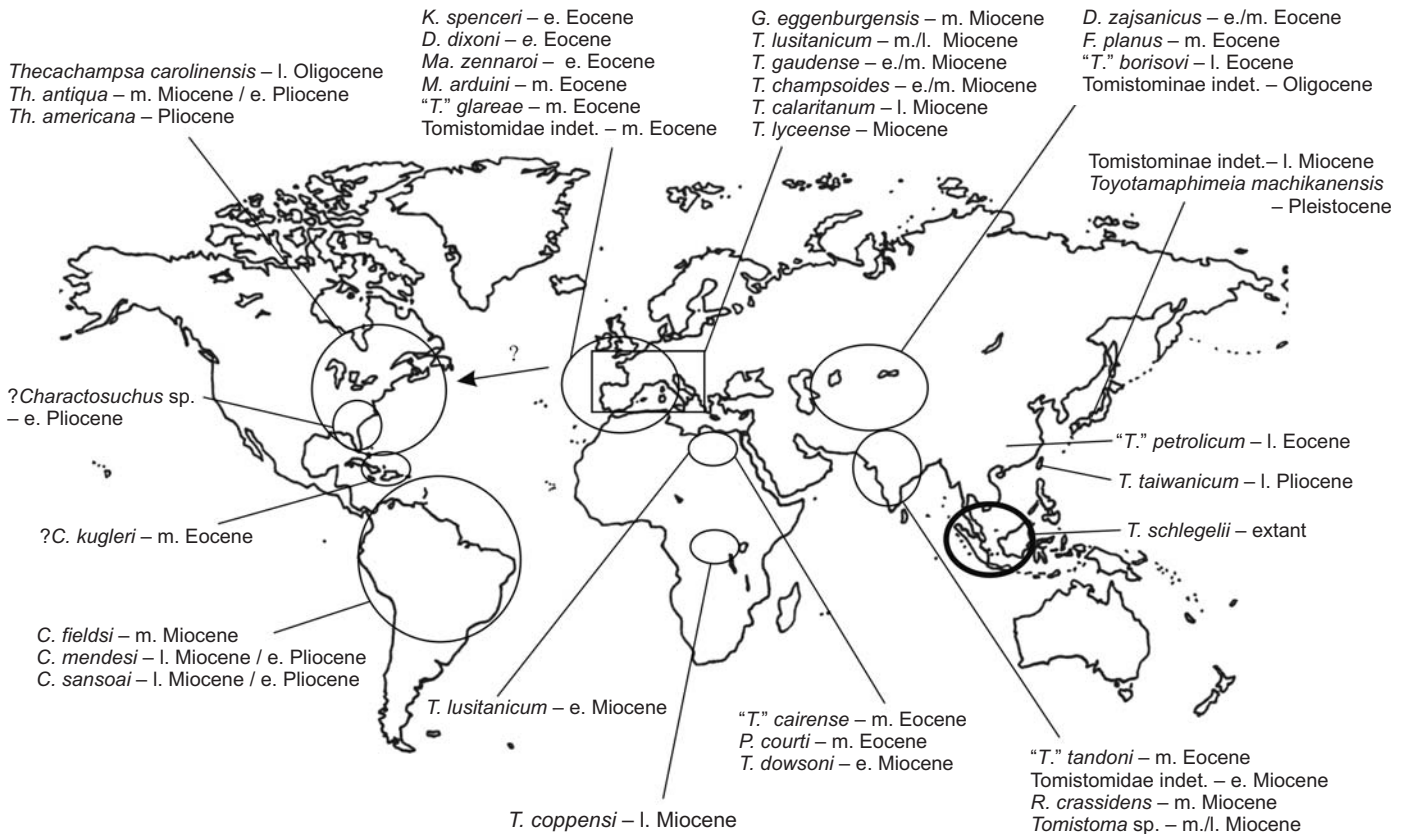 K. spenceri – e. Eocene
D. dixoni – e. Eocene
Ma. zennaroi – e. Eocene
M. arduini – m. Eocene
“T.” glareae – m. Eocene
Tomistomidae indet. – m. Eocene
G. eggenburgensis – m. Miocene
T. lusitanicum – m./l. Miocene
T. gaudense – e./m. Miocene
T. champsoides – e./m. Miocene
T. calaritanum – l. Miocene
T. lyceense – Miocene
D. zajsanicus – e./m. Eocene
F. planus – m. Eocene
“T.” borisovi – l. Eocene
Tomistominae indet. – Oligocene
Thecachampsa carolinensis – l. Oligocene
Th. antiqua – m. Miocene / e. Pliocene
Th. americana – Pliocene
Tomistominae indet.– l. Miocene
Toyotamaphimeia machikanensis
– Pleistocene
?
?Charactosuchus sp.
– e. Pliocene
“T.” petrolicum – l. Eocene
T. taiwanicum – l. Pliocene
T. schlegelii – extant
?C. kugleri – m. Eocene
C. fieldsi – m. Miocene
C. mendesi – l. Miocene / e. Pliocene
C. sansoai – l. Miocene / e. Pliocene
T. lusitanicum – e. Miocene
“T.” cairense – m. Eocene
P. courti – m. Eocene
T. dowsoni – e. Miocene
“T.” tandoni – m. Eocene
Tomistomidae indet. – e. Miocene
R. crassidens – m. Miocene
Tomistoma sp. – m./l. Miocene
T. coppensi – l. Miocene